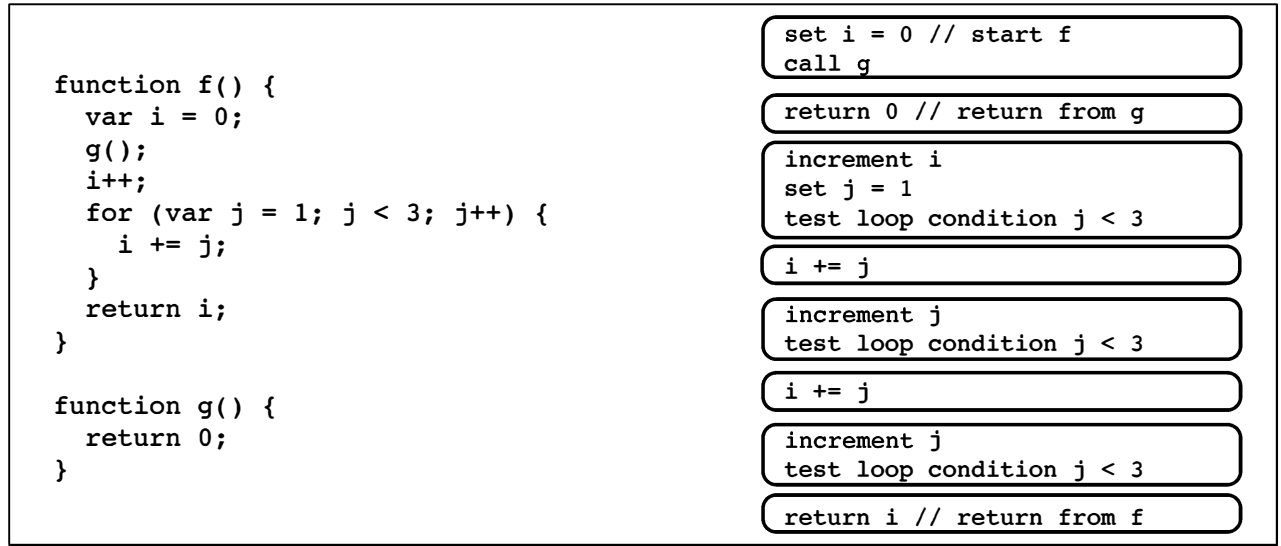 function f() {
  var i = 0;
  g();
  i++;
  for (var j = 1; j < 3; j++) {
    i += j;
  }
  return i;
}
function g() {
  return 0;
}
set i = 0 // start f
call g
return 0 // return from g
increment i
set j = 1
test loop condition j < 3
i += j
increment j
test loop condition j < 3
i += j
increment j
test loop condition j < 3
return i // return from f